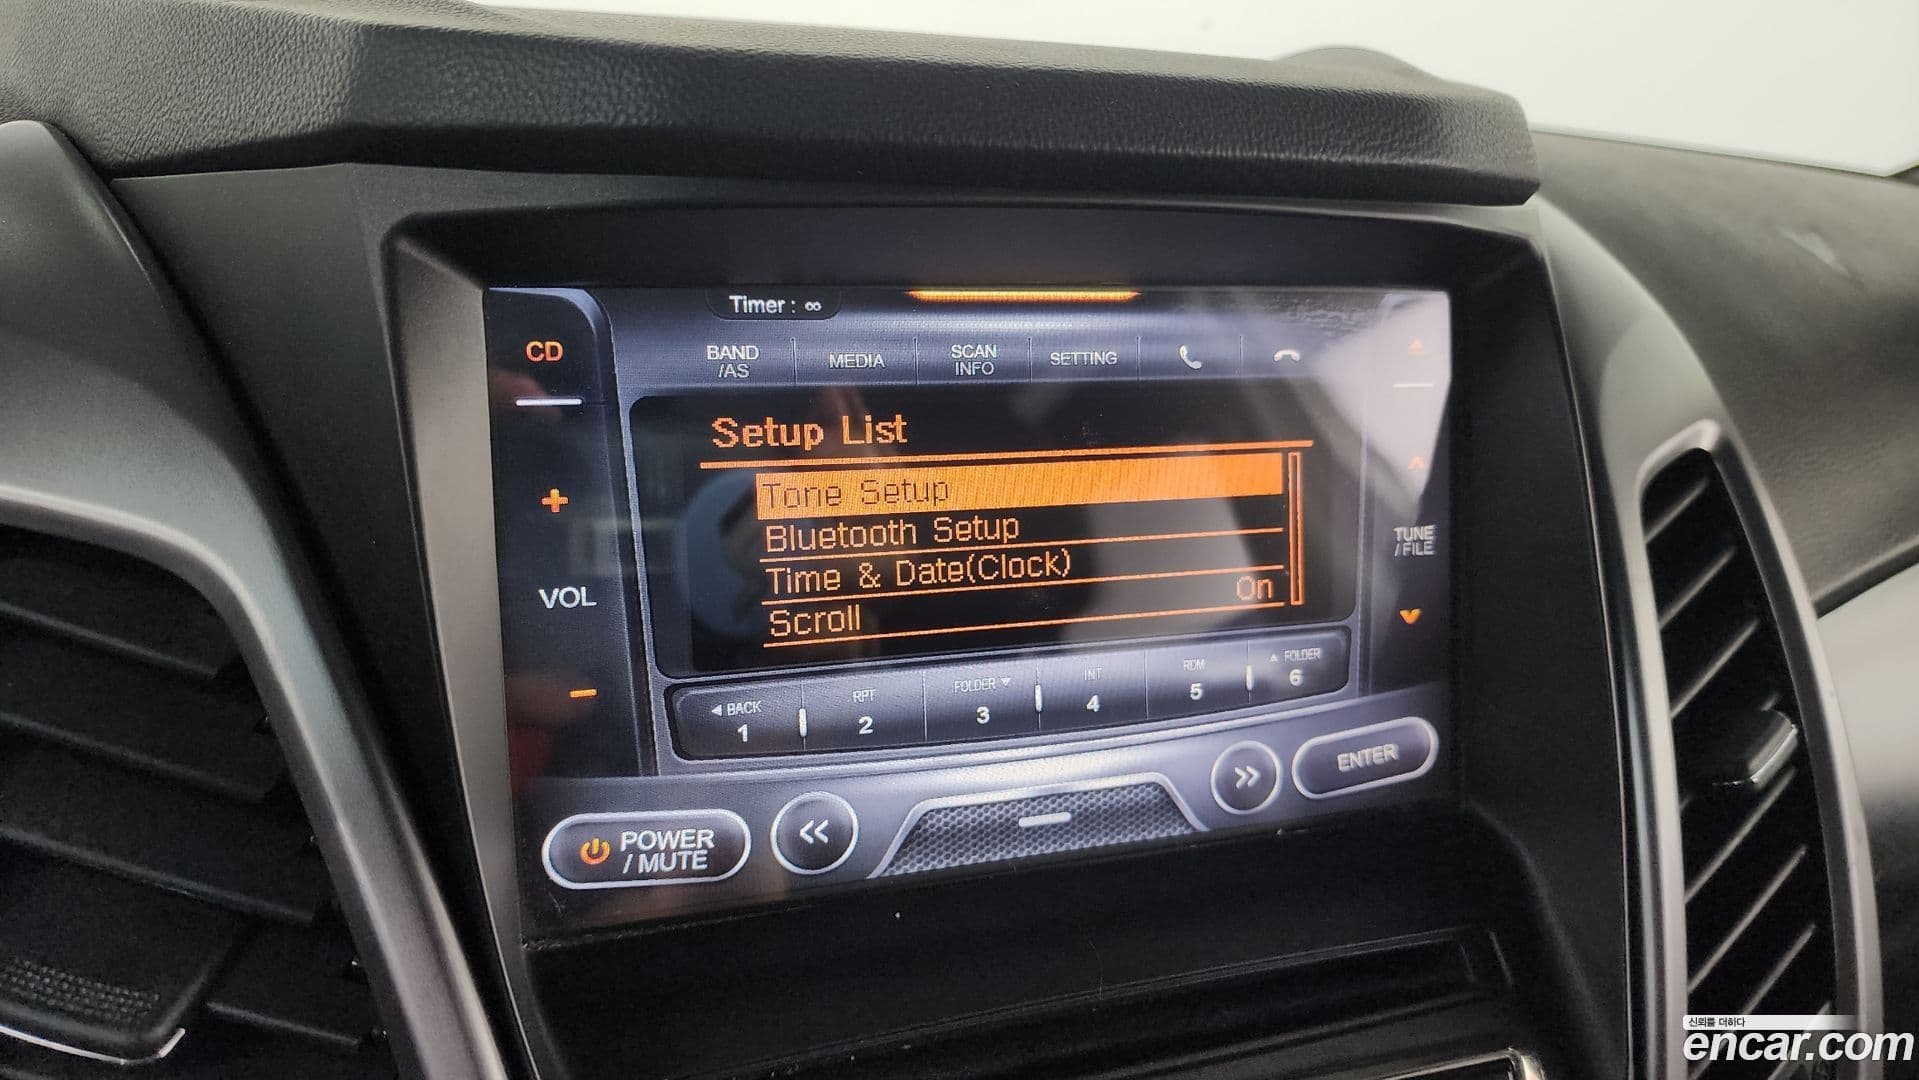 Timer : ∞
CD
BAND
/AS
MEDIA
SCAN
INFO
SETTING
Setup List
Tone Setup
Bluetooth Setup
Time & Date(Clock)
Scroll On
VOL
TUNE
/FILE
◀ BACK
1
RPT
2
FOLDER ▼
3
INT
4
RDM
5
▲ FOLDER
6
POWER
/ MUTE
ENTER
신뢰를 더하다
encar.com